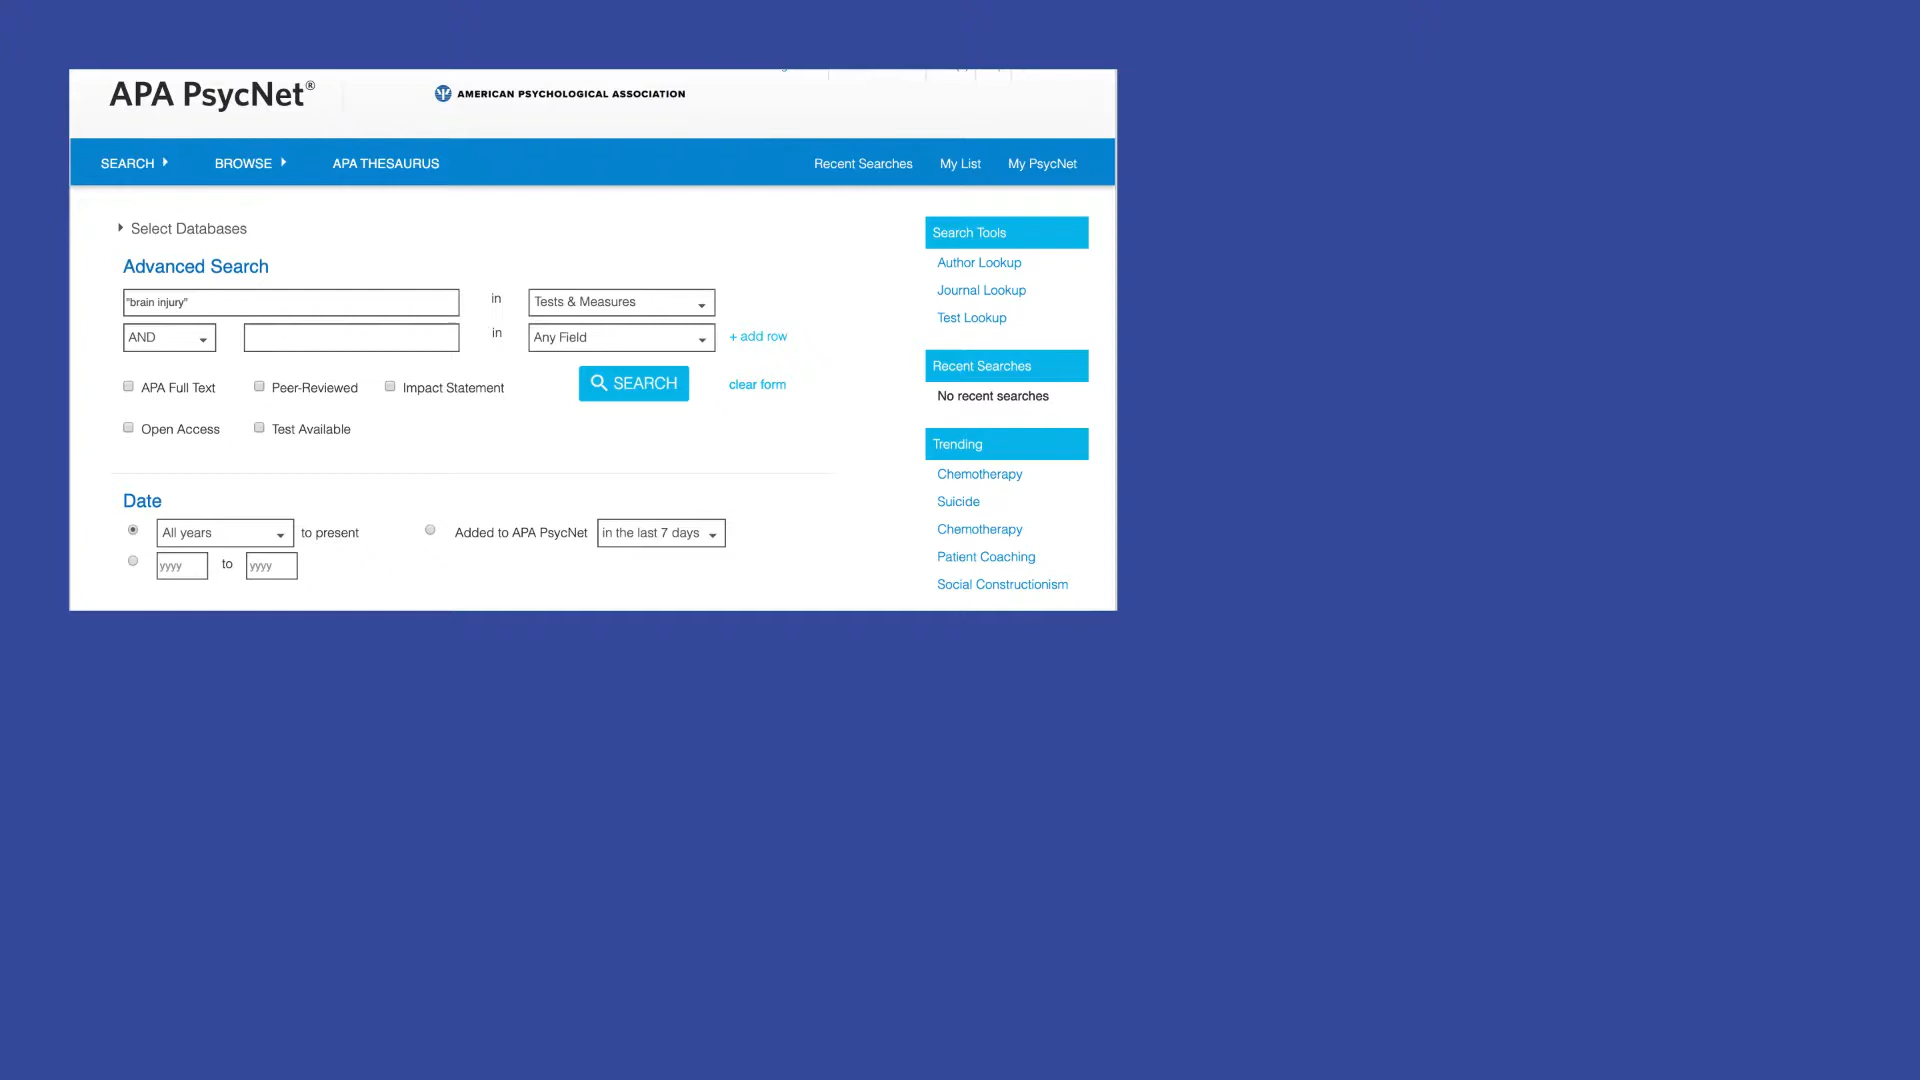 APA PsycNet®
AMERICAN PSYCHOLOGICAL ASSOCIATION
SEARCH BROWSE APA THESAURUS Recent Searches My List My PsycNet
Select Databases
Advanced Search
"brain injury" in Tests & Measures
AND in Any Field + add row
APA Full Text Peer-Reviewed Impact Statement SEARCH clear form
Open Access Test Available
Date
All years to present Added to APA PsycNet in the last 7 days
yyyy to yyyy
Search Tools
Author Lookup
Journal Lookup
Test Lookup
Recent Searches
No recent searches
Trending
Chemotherapy
Suicide
Chemotherapy
Patient Coaching
Social Constructionism